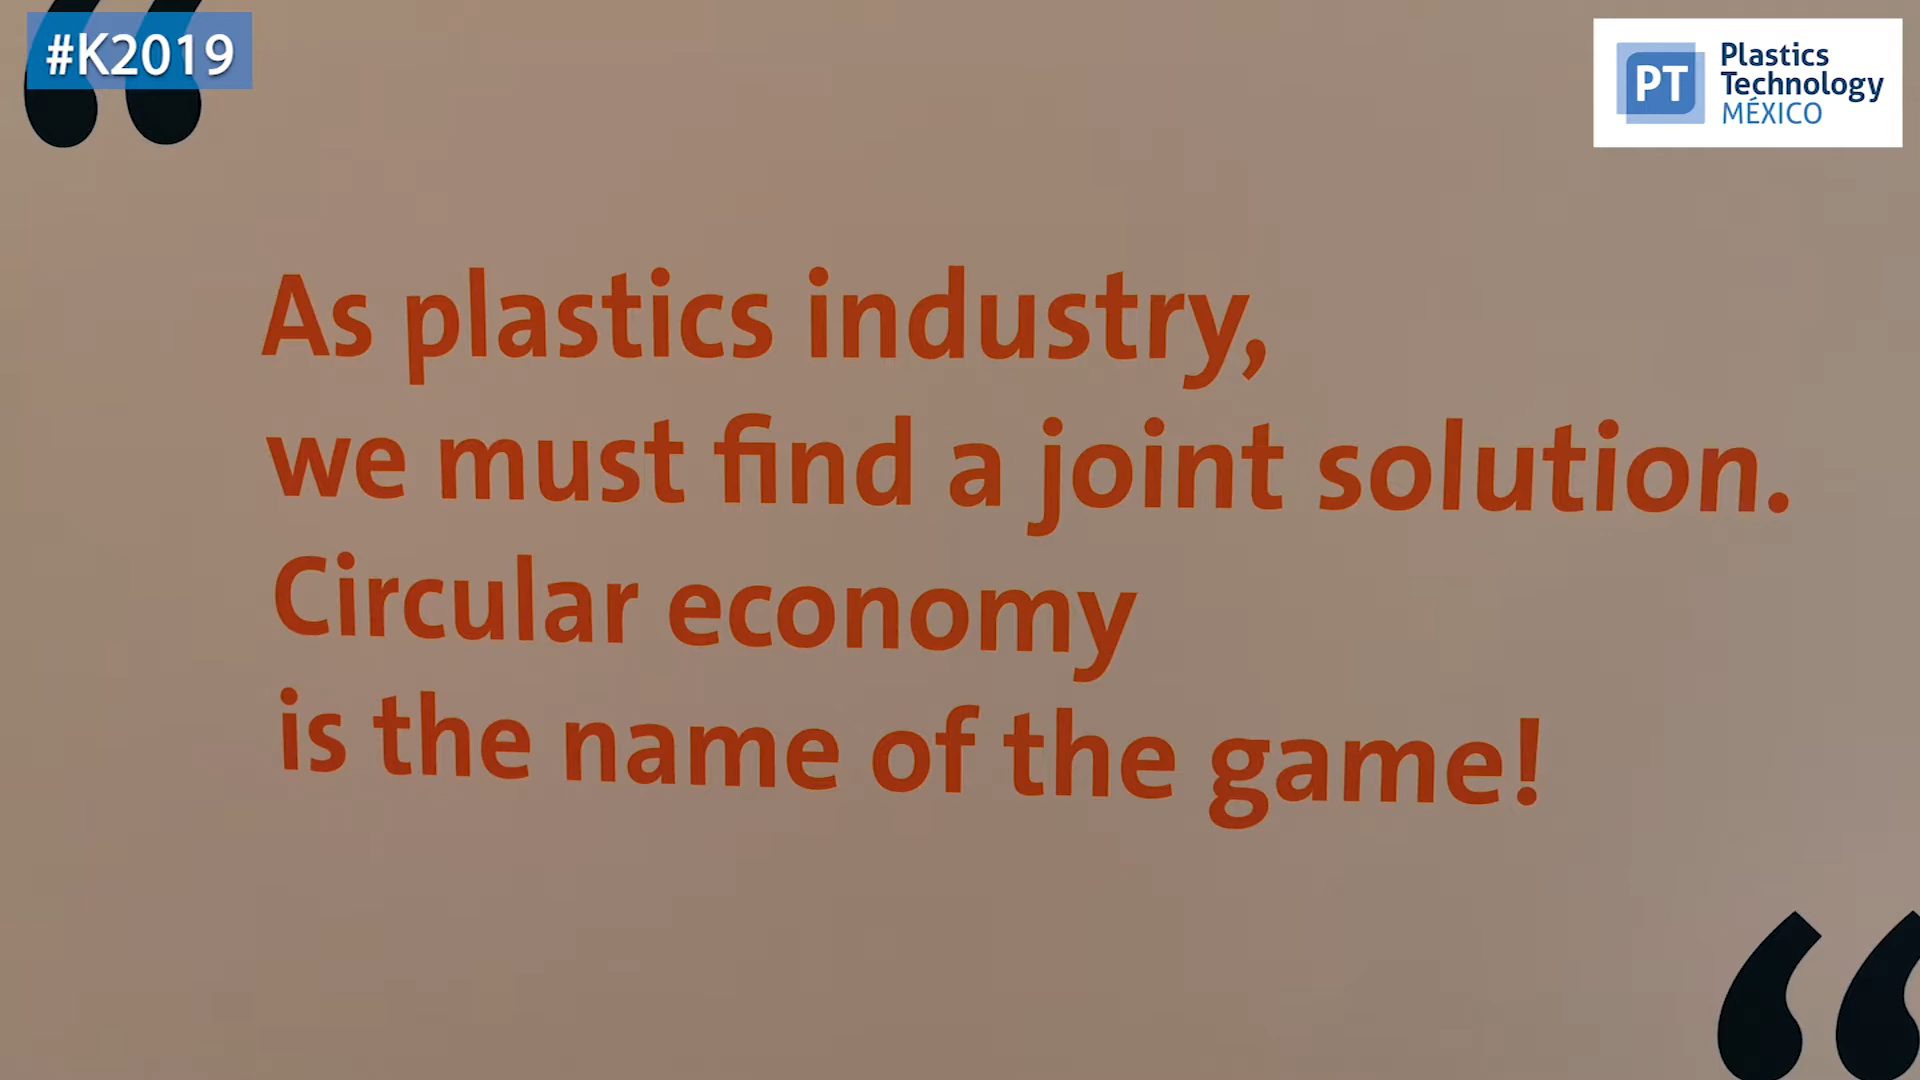 #K2019
PT
Plastics
Technology
MÉXICO
As plastics industry,
we must find a joint solution.
Circular economy
is the name of the game!